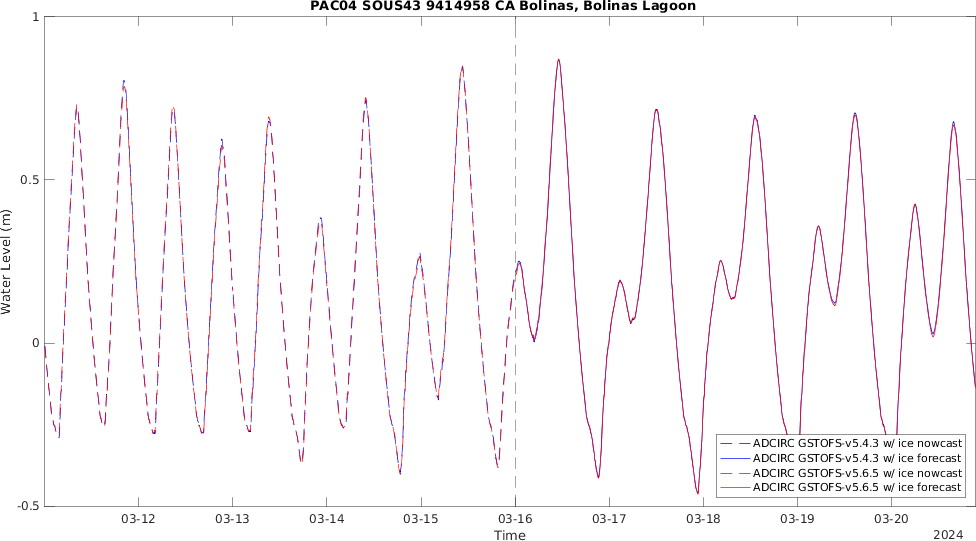 PAC04 SOUS43 9414958 CA Bolinas, Bolinas Lagoon
1
0.5
0
-0.5
Water Level (m)
ADCIRC GSTOFS-v5.4.3 w/ ice nowcast
ADCIRC GSTOFS-v5.4.3 w/ ice forecast
ADCIRC GSTOFS-v5.6.5 w/ ice nowcast
ADCIRC GSTOFS-v5.6.5 w/ ice forecast
03-12 03-13 03-14 03-15 03-16 03-17 03-18 03-19 03-20
Time
2024